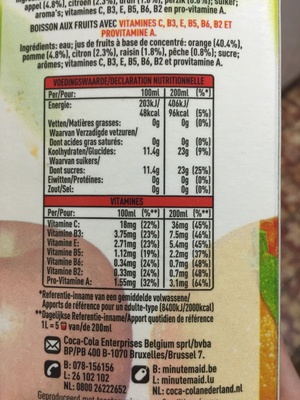 appel (4.8%), citroen (2.3%),
aroma's; vitamines C, B3, E, B5, B6, B2 en pro-vitamine A.
BOISSON AUX FRUITS AVEC VITAMINES C, B3, E, B5, B6, B2 ET
PROVITAMINE A.
Ingrédients: eau; jus de fruits à base de concentré: orange (40.4%),
pomme (4.8%), citron (2.3%), raisin (1.8%), pêche (0.8%); sucre;
arômes; vitamines C, B3, E, B5, B6, B2 et provitamine A.
VOEDINGSWAARDE/DECLARATION NUTRITIONNELLE
Per/Pour: 100ml 200ml (%*)
Energie: 203kJ/ 406kJ/
48kcal 96kcal (5%)
Vetten/Matières grasses: 0g 0g (0%)
Waarvan Verzadigde vetzuren/
Dont acides gras saturés: 0g 0g (0%)
Koolhydraten/Glucides: 11.4g 23g (9%)
Waarvan suikers/
Dont sucres: 11.4g 23g (25%)
Eiwitten/Protéines: 0g 0g (0%)
Zout/Sel: 0g 0g (0%)
VITAMINES
Per/Pour: 100ml (%**) 200ml (%**)
Vitamine C: 18mg (22%) 36mg (45%)
Vitamine B3: 3.75mg (23%) 7.5mg (46%)
Vitamine E: 2.71mg (23%) 5.4mg (45%)
Vitamine B5: 1.12mg (19%) 2.2mg (37%)
Vitamine B6: 0.34mg (24%) 0.7mg (48%)
Vitamine B2: 0.33mg (24%) 0.7mg (48%)
Pro-Vitamine A: 1.55mg (32%) 3.1mg (64%)
*Referentie-inname van een gemiddelde volwassene/
Apports de référence pour un adulte-type (8400kJ/2000kcal)
**Dagelijkse Referentie-inname/Apport quotidien de référence
1L = 5 van/de 200ml
Coca-Cola Enterprises Belgium sprl/bvba
BP/PB 400 B-1070 Bruxelles/Brussel 7.
B: 078-156156 B: minutemaid.be
L: 26 102 102 L: minutemaid.lu
NL: 0800 26222652 NL: coca-colanederland.nl